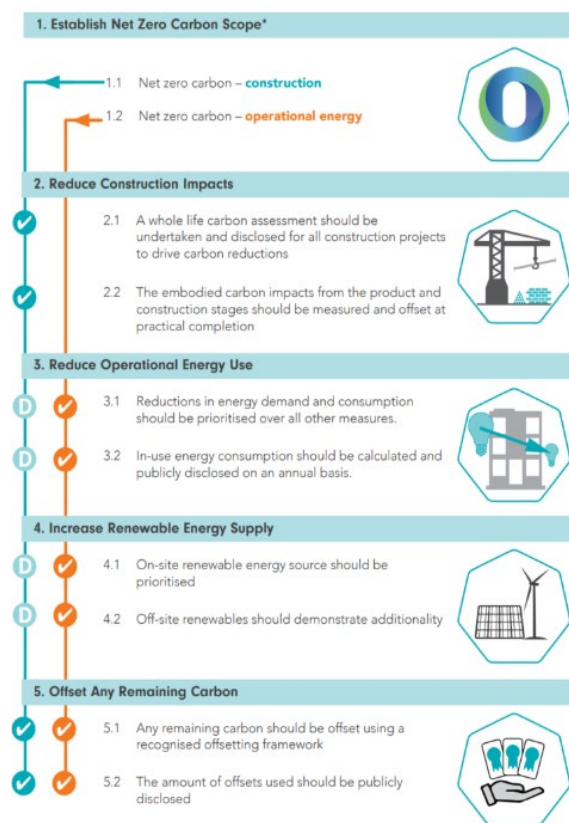 1. Establish Net Zero Carbon Scope*
1.1 Net zero carbon – construction
1.2 Net zero carbon – operational energy
2. Reduce Construction Impacts
2.1 A whole life carbon assessment should be
undertaken and disclosed for all construction projects
to drive carbon reductions
2.2 The embodied carbon impacts from the product and
construction stages should be measured and offset at
practical completion
3. Reduce Operational Energy Use
D 3.1 Reductions in energy demand and consumption
should be prioritised over all other measures.
D 3.2 In-use energy consumption should be calculated and
publicly disclosed on an annual basis.
4. Increase Renewable Energy Supply
D 4.1 On-site renewable energy source should be
prioritised
D 4.2 Off-site renewables should demonstrate additionality
5. Offset Any Remaining Carbon
5.1 Any remaining carbon should be offset using a
recognised offsetting framework
5.2 The amount of offsets used should be publicly
disclosed